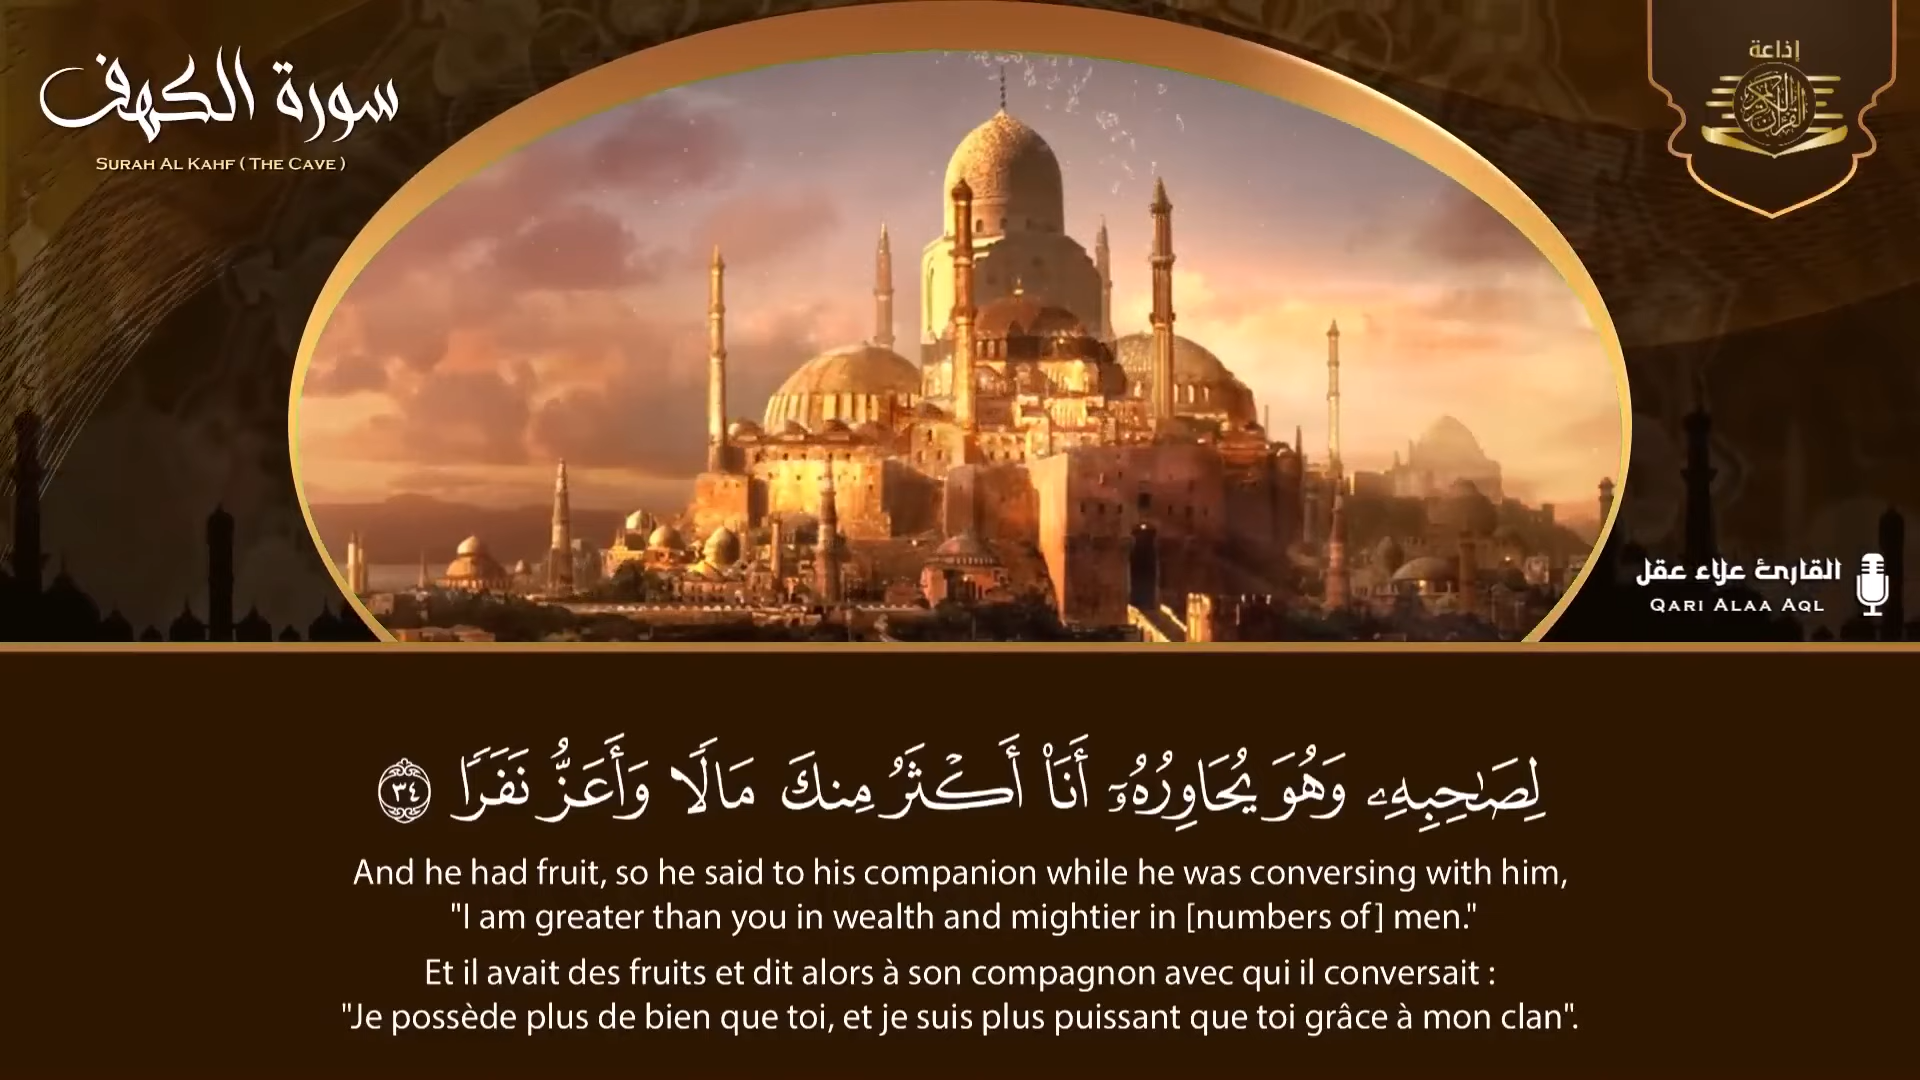 سورة الكهف
SURAH AL KAHF ( THE CAVE )
إذاعة
القرآن الكريم
القارئ علاء عقل
QARI ALAA AQL
لِصَٰحِبِهِۦ وَهُوَ يُحَاوِرُهُۥٓ أَنَا۠ أَكۡثَرُ مِنكَ مَالٗا وَأَعَزُّ نَفَرٗا ٣٤
And he had fruit, so he said to his companion while he was conversing with him,
"I am greater than you in wealth and mightier in [numbers of] men."
Et il avait des fruits et dit alors à son compagnon avec qui il conversait :
"Je possède plus de bien que toi, et je suis plus puissant que toi grâce à mon clan".